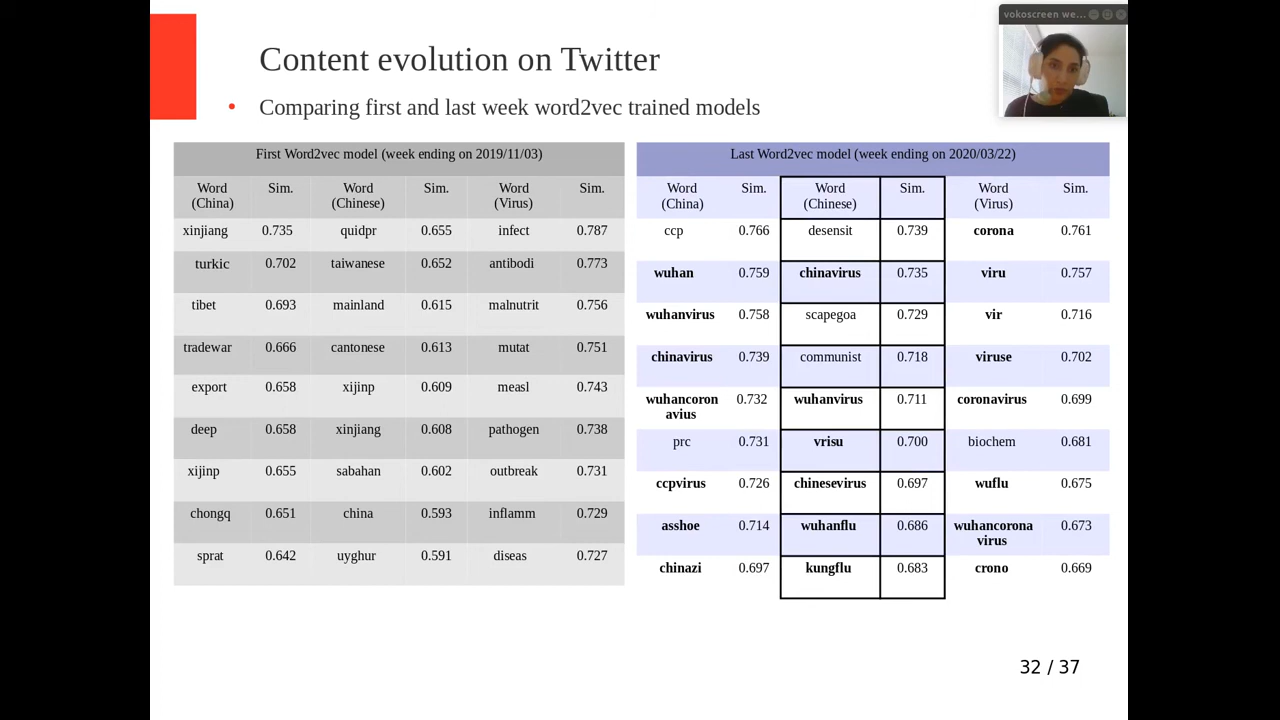 vokoscreen we...
Content evolution on Twitter
• Comparing first and last week word2vec trained models
First Word2vec model (week ending on 2019/11/03)
Word (China) Sim. Word (Chinese) Sim. Word (Virus) Sim.
xinjiang 0.735 quidpr 0.655 infect 0.787
turkic 0.702 taiwanese 0.652 antibodi 0.773
tibet 0.693 mainland 0.615 malnutrit 0.756
tradewar 0.666 cantonese 0.613 mutat 0.751
export 0.658 xijinp 0.609 measl 0.743
deep 0.658 xinjiang 0.608 pathogen 0.738
xijinp 0.655 sabahan 0.602 outbreak 0.731
chongq 0.651 china 0.593 inflamm 0.729
sprat 0.642 uyghur 0.591 diseas 0.727
Last Word2vec model (week ending on 2020/03/22)
Word (China) Sim. Word (Chinese) Sim. Word (Virus) Sim.
ccp 0.766 desensit 0.739 corona 0.761
wuhan 0.759 chinavirus 0.735 viru 0.757
wuhanvirus 0.758 scapegoa 0.729 vir 0.716
chinavirus 0.739 communist 0.718 viruse 0.702
wuhancoron avius 0.732 wuhanvirus 0.711 coronavirus 0.699
prc 0.731 vrisu 0.700 biochem 0.681
ccpvirus 0.726 chinesevirus 0.697 wuflu 0.675
asshoe 0.714 wuhanflu 0.686 wuhancorona virus 0.673
chinazi 0.697 kungflu 0.683 crono 0.669
32 / 37